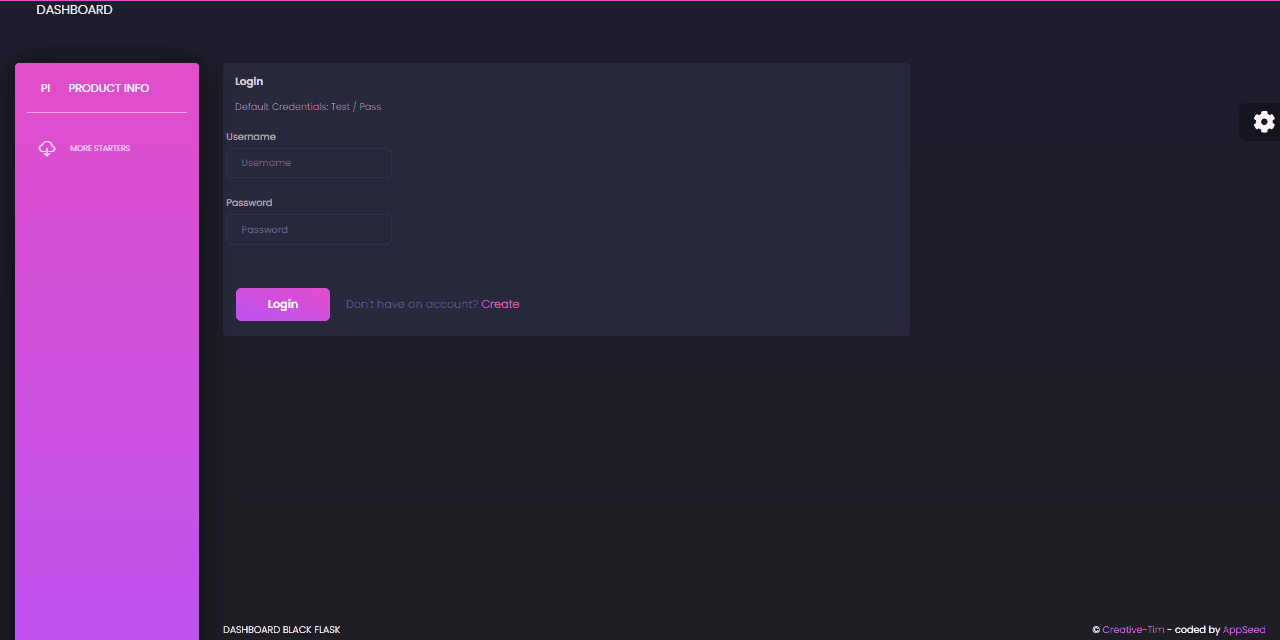 DASHBOARD
PI PRODUCT INFO
MORE STARTERS
Login
Default Credentials: Test / Pass
Username
Username
Password
Password
Login Don't have an account? Create
DASHBOARD BLACK FLASK
© Creative-Tim - coded by AppSeed